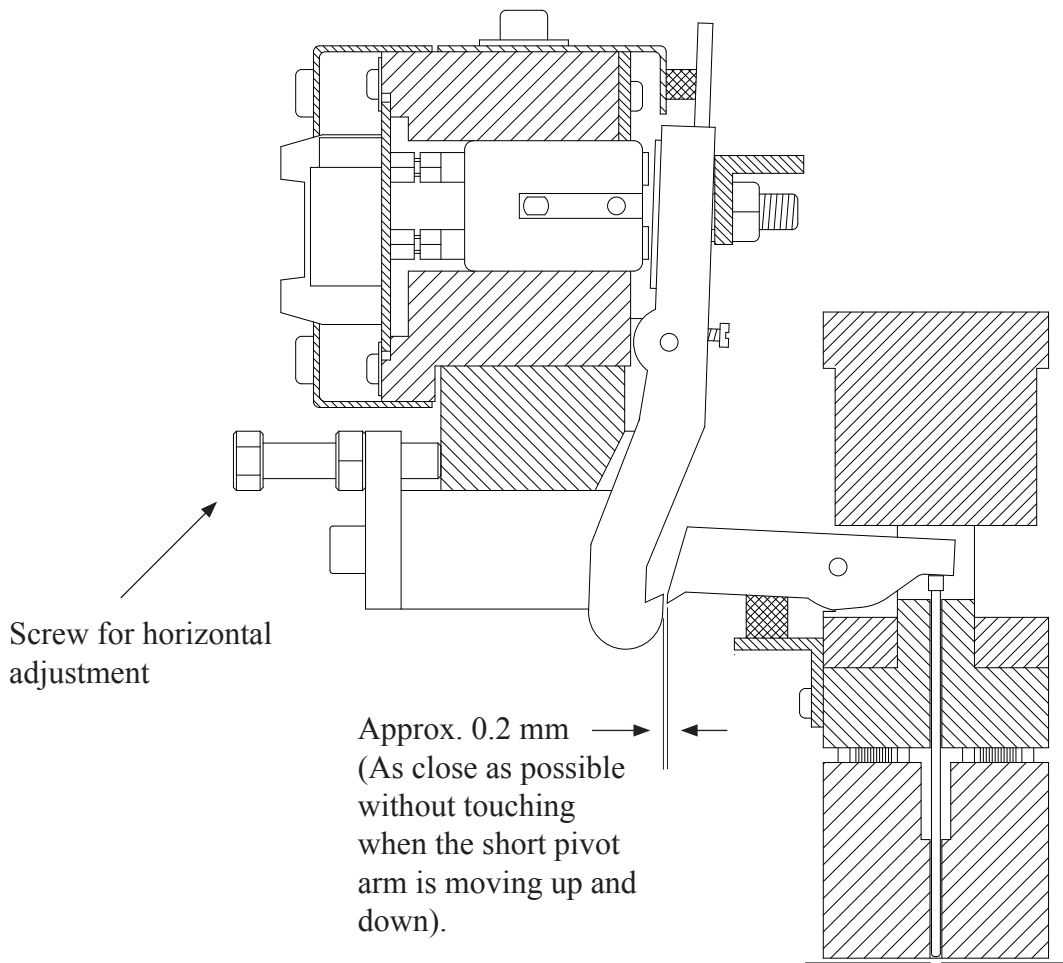 Screw for horizontal
adjustment
Approx. 0.2 mm
(As close as possible
without touching
when the short pivot
arm is moving up and
down).